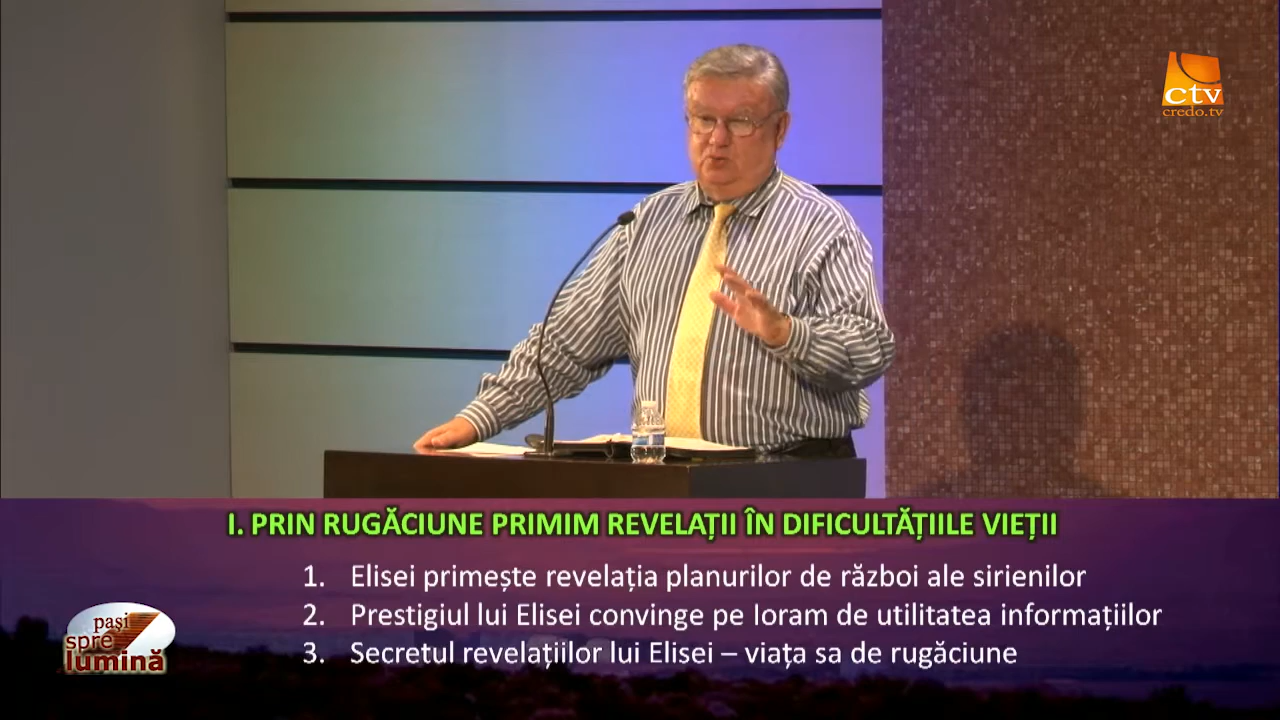 ctv
credo.tv
I. PRIN RUGĂCIUNE PRIMIM REVELAȚII ÎN DIFICULTĂȚIILE VIEȚII
1. Elisei primește revelația planurilor de război ale sirienilor
2. Prestigiul lui Elisei convinge pe Ioram de utilitatea informațiilor
3. Secretul revelațiilor lui Elisei – viața sa de rugăciune
pași
spre
lumină